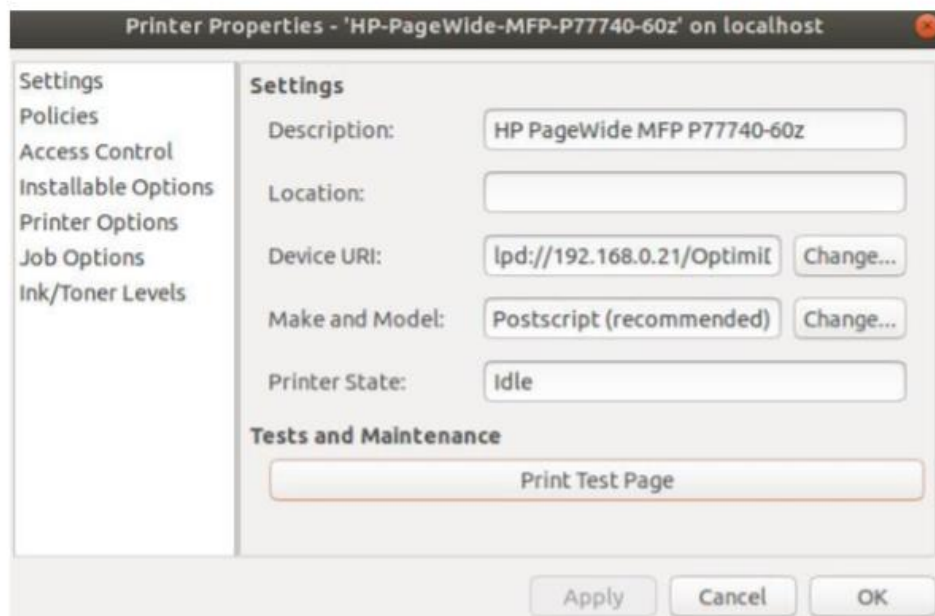 Printer Properties - 'HP-PageWide-MFP-P77740-60z' on localhost
Settings
Policies
Access Control
Installable Options
Printer Options
Job Options
Ink/Toner Levels
Settings
Description: HP PageWide MFP P77740-60z
Location:
Device URI: lpd://192.168.0.21/Optimi Change...
Make and Model: Postscript (recommended) Change...
Printer State: Idle
Tests and Maintenance
Print Test Page
Apply Cancel OK